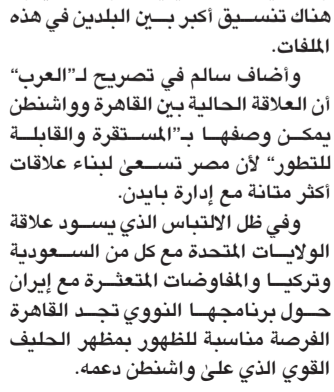 هناك تنسيق أكبر بين البلدين في هذه
الملفات.
وأضاف سالم في تصريح لـ"العرب"
أن العلاقة الحالية بين القاهرة وواشنطن
يمكن وصفها بـ"المستقرة والقابلة
للتطور" لأن مصر تسعى لبناء علاقات
أكثر متانة مع إدارة بايدن.
وفي ظل الالتباس الذي يسود علاقة
الولايات المتحدة مع كل من السعودية
وتركيا والمفاوضات المتعثرة مع إيران
حول برنامجها النووي تجد القاهرة
الفرصة مناسبة للظهور بمظهر الحليف
القوي الذي على واشنطن دعمه.